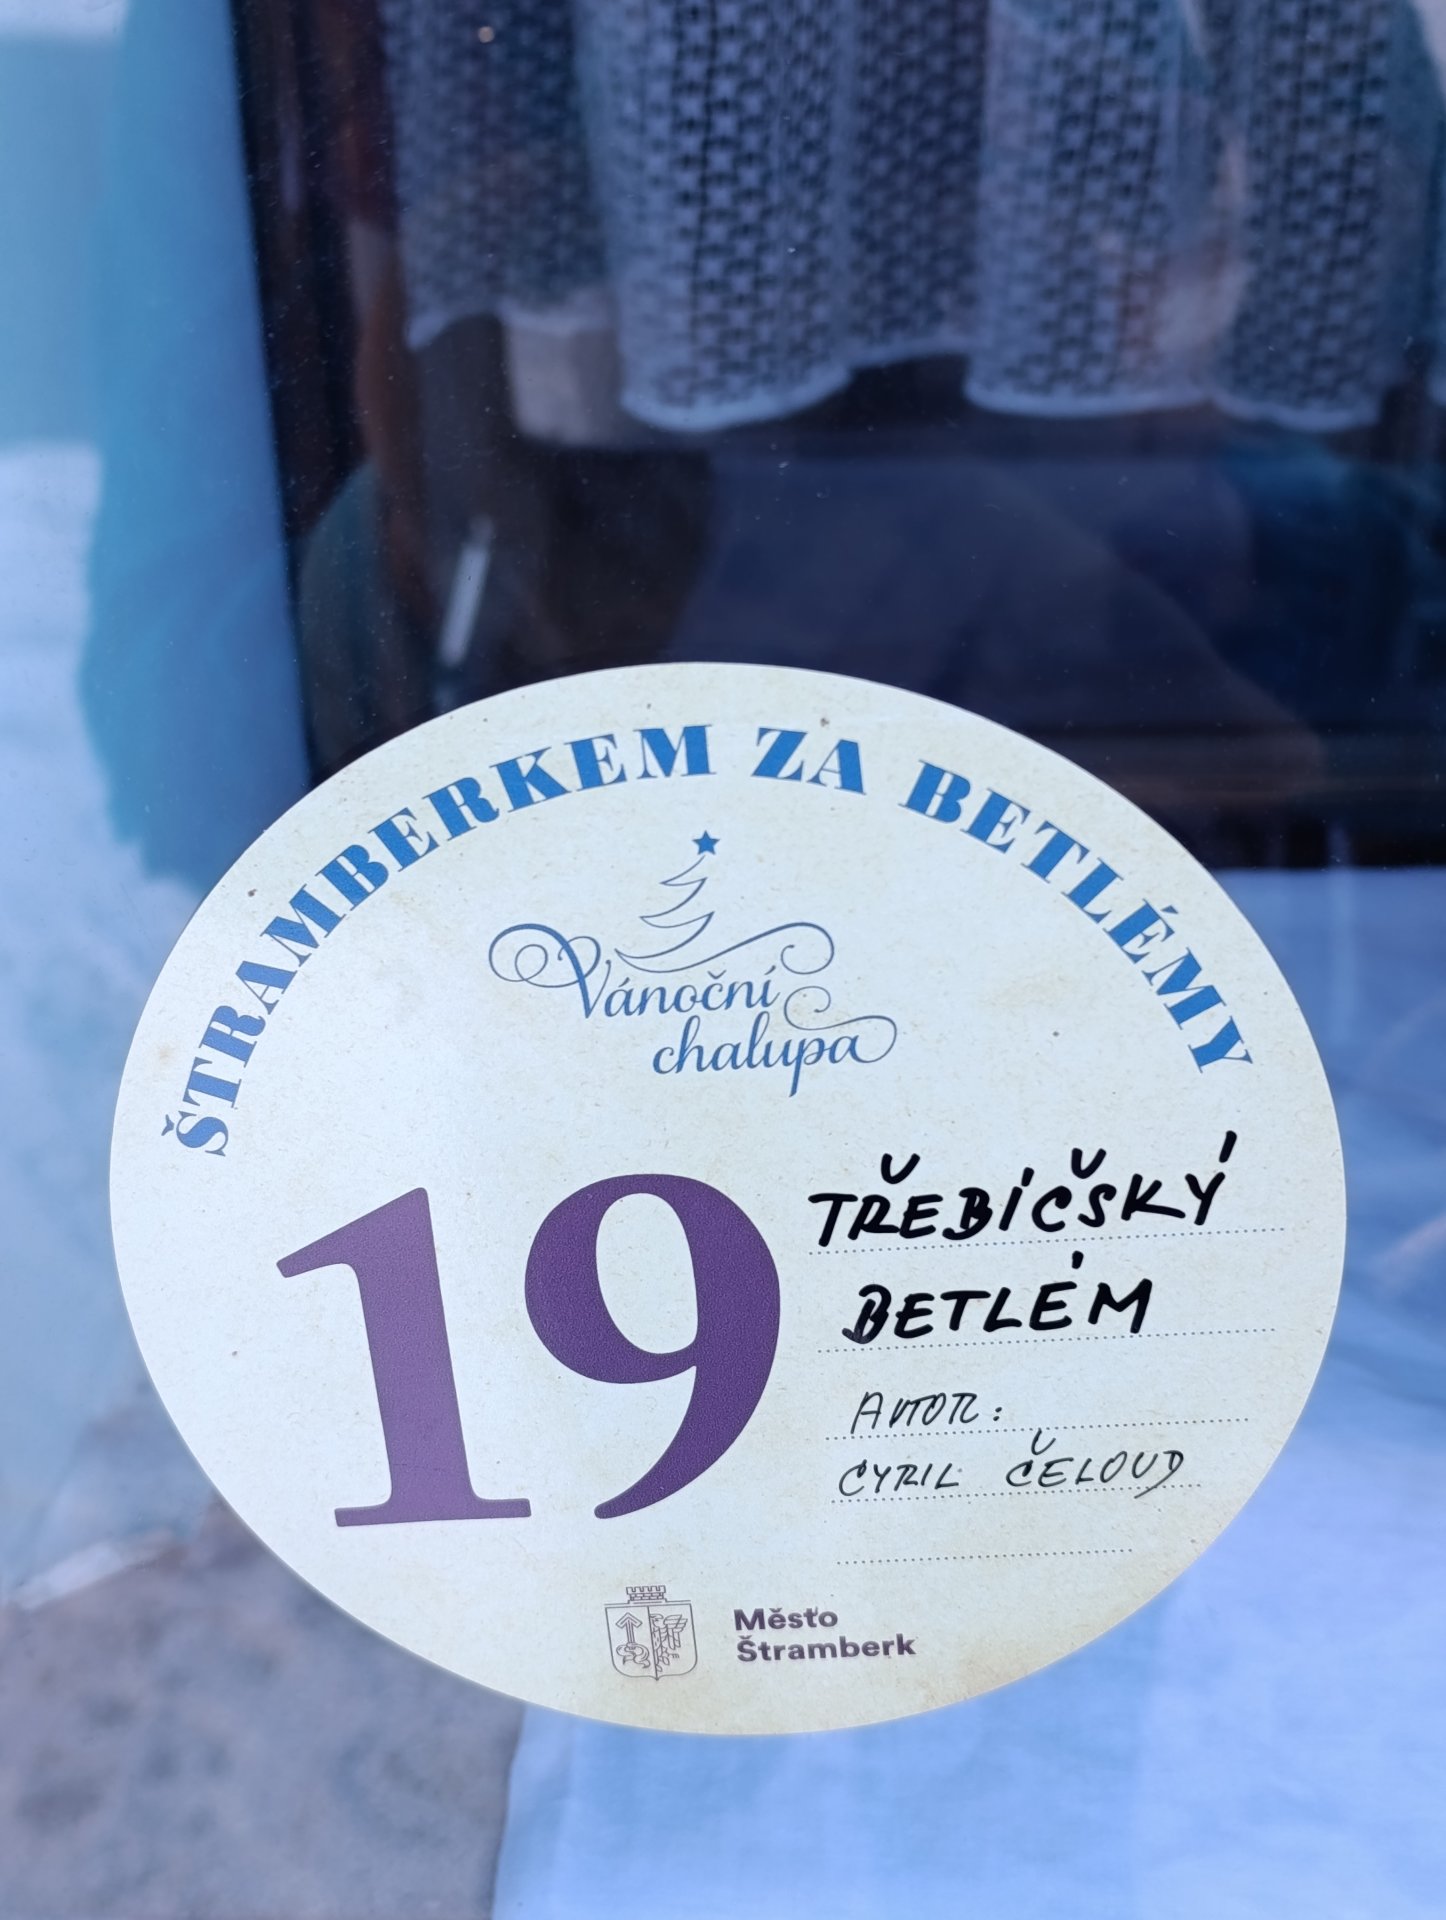 ŠTRAMBERKEM ZA BETLÉMY
Vánoční
chalupa
19
TŘEBÍČSKÝ
BETLÉM
AUTOR:
CYRIL ČELOUD
Město
Štramberk